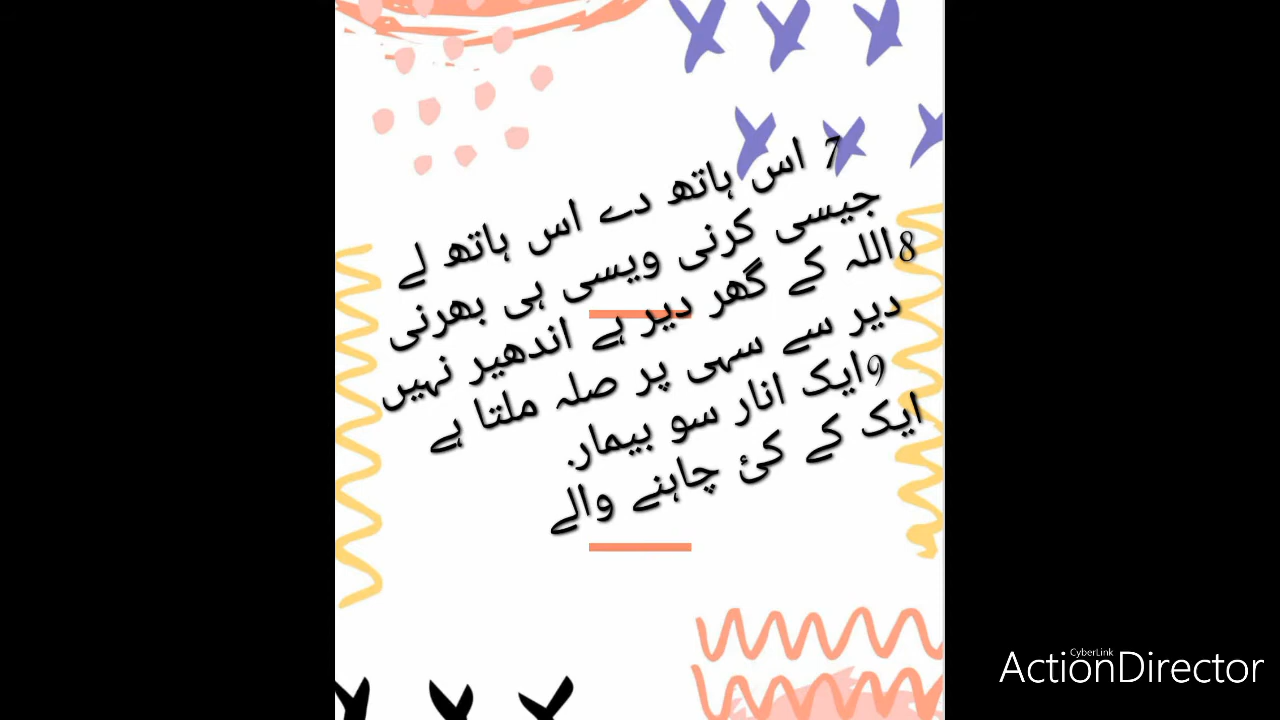 7 اس ہاتھ دے اس ہاتھ لے
جیسی کرنی ویسی ہی بھرنی
8اللہ کے گھر دیر ہے اندھیر نہیں
دیر سے سہی پر صلہ ملتا ہے
9ایک انار سو بیمار.
ایک کے کئ چاہنے والے
CyberLink
ActionDirector